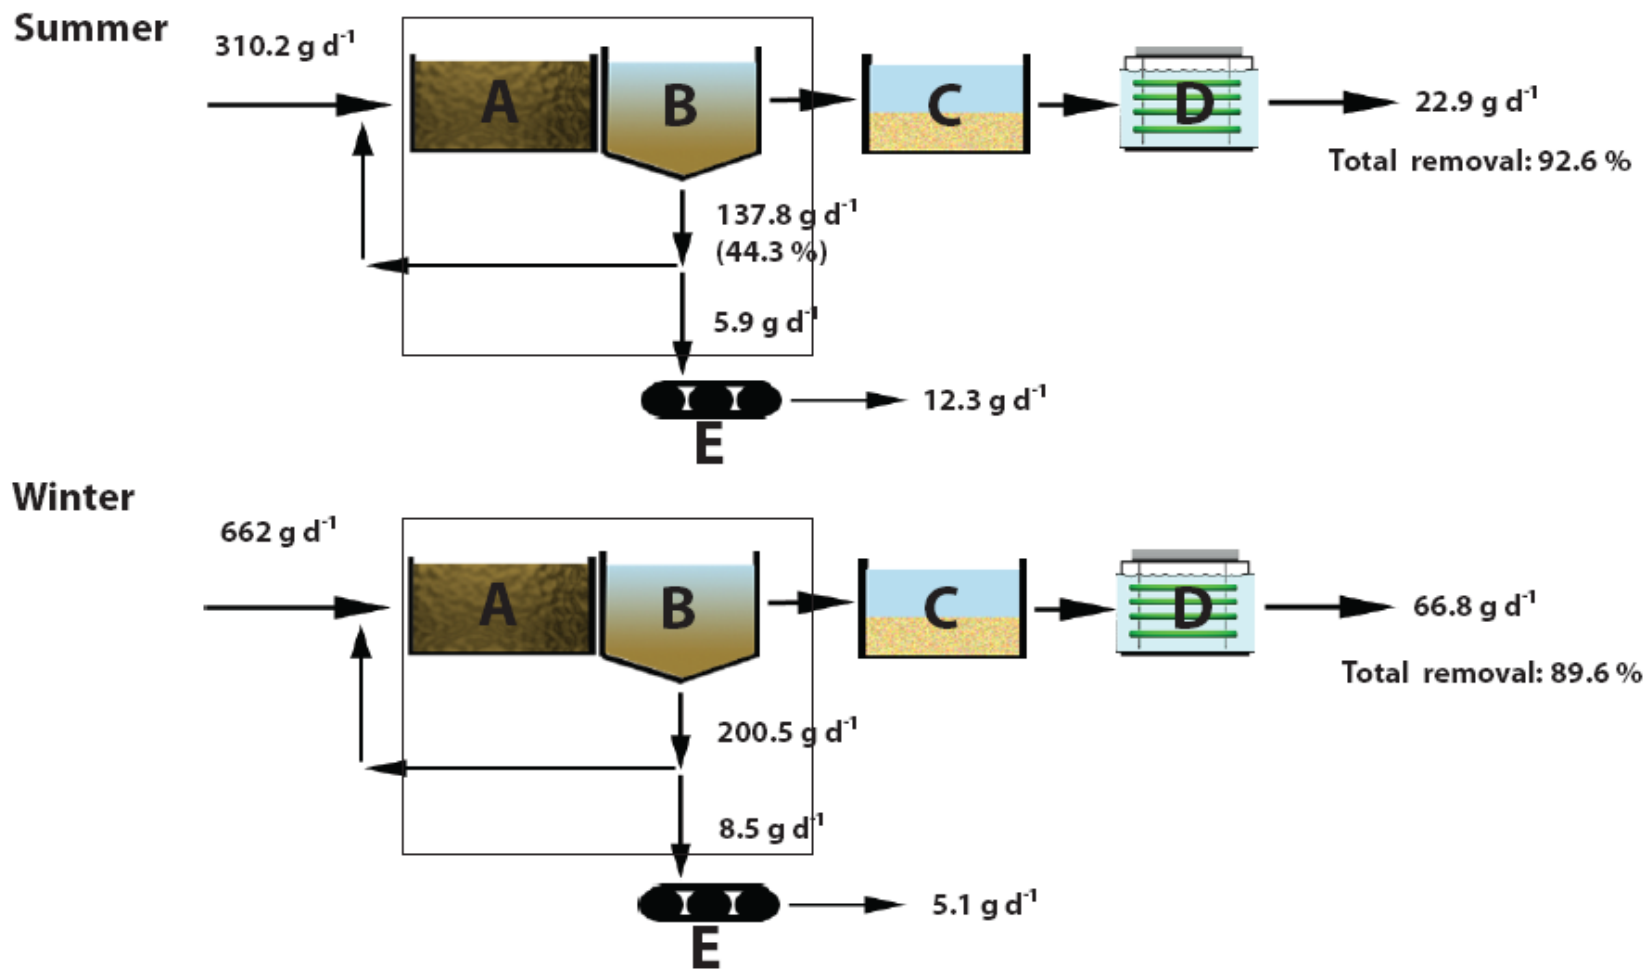 Summer
310.2 g d⁻¹
A
B
C
D
22.9 g d⁻¹
Total removal: 92.6 %
137.8 g d⁻¹
(44.3 %)
5.9 g d⁻¹
12.3 g d⁻¹
E
Winter
662 g d⁻¹
A
B
C
D
66.8 g d⁻¹
Total removal: 89.6 %
200.5 g d⁻¹
8.5 g d⁻¹
5.1 g d⁻¹
E